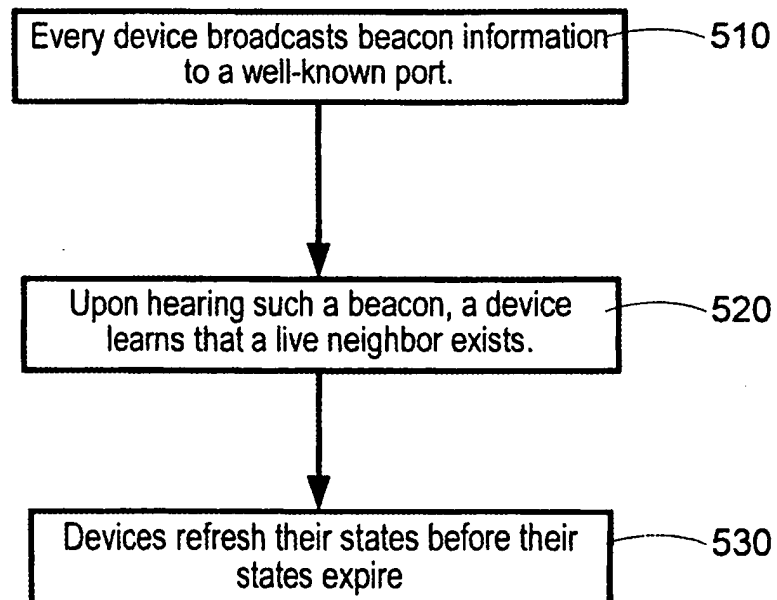 Every device broadcasts beacon information
to a well-known port.
510
Upon hearing such a beacon, a device
learns that a live neighbor exists.
520
Devices refresh their states before their
states expire
530